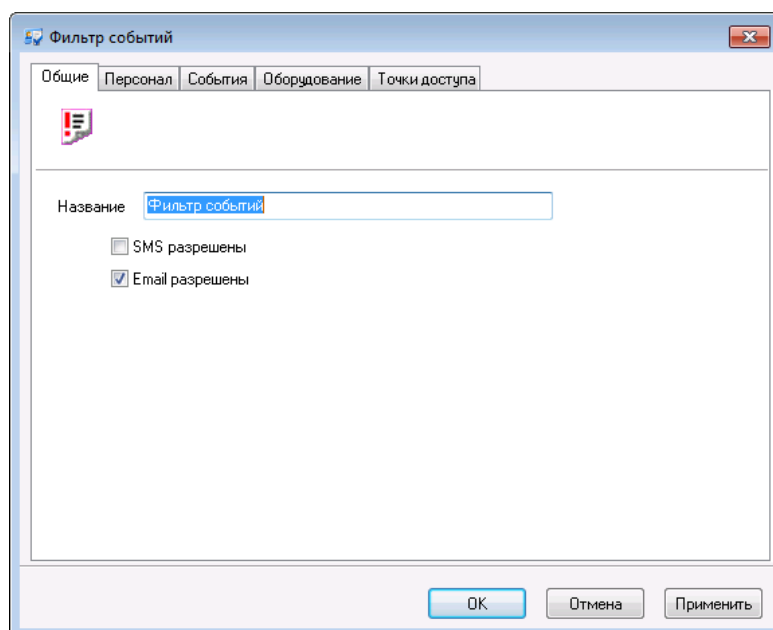 Фильтр событий
Общие Персонал События Оборудование Точки доступа
Название Фильтр событий
SMS разрешены
Email разрешены
OK Отмена Применить